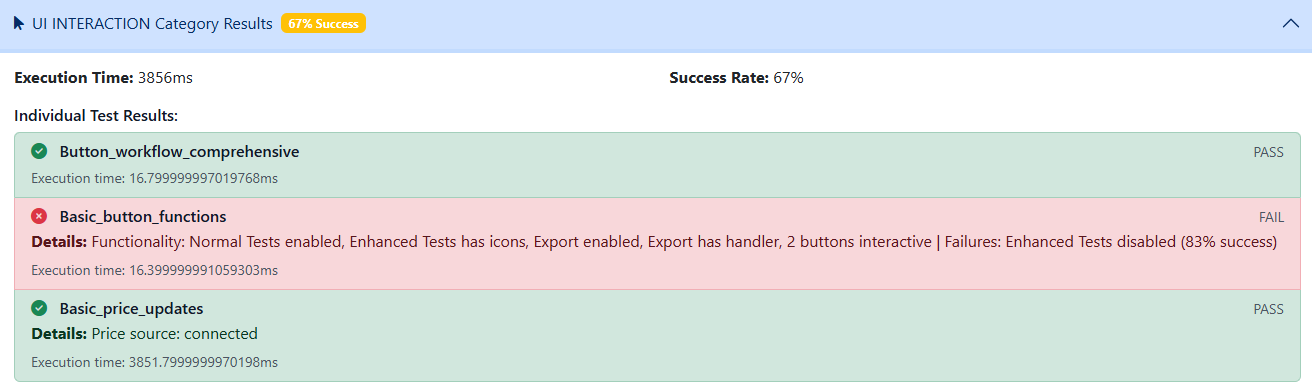 UI INTERACTION Category Results 67% Success
Execution Time: 3856ms Success Rate: 67%
Individual Test Results:
Button_workflow_comprehensive PASS
Execution time: 16.799999997019768ms
Basic_button_functions FAIL
Details: Functionality: Normal Tests enabled, Enhanced Tests has icons, Export enabled, Export has handler, 2 buttons interactive | Failures: Enhanced Tests disabled (83% success)
Execution time: 16.399999991059303ms
Basic_price_updates PASS
Details: Price source: connected
Execution time: 3851.7999999970198ms